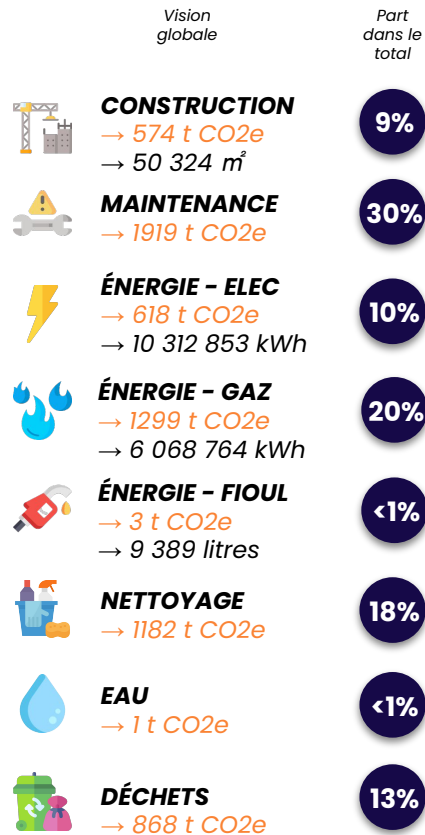 Vision
globale
Part
dans le
total
CONSTRUCTION
→ 574 t CO2e
→ 50 324 m²
9%
MAINTENANCE
→ 1919 t CO2e
30%
ÉNERGIE - ELEC
→ 618 t CO2e
→ 10 312 853 kWh
10%
ÉNERGIE - GAZ
→ 1299 t CO2e
→ 6 068 764 kWh
20%
ÉNERGIE - FIOUL
→ 3 t CO2e
→ 9 389 litres
<1%
NETTOYAGE
→ 1182 t CO2e
18%
EAU
→ 1 t CO2e
<1%
DÉCHETS
→ 868 t CO2e
13%